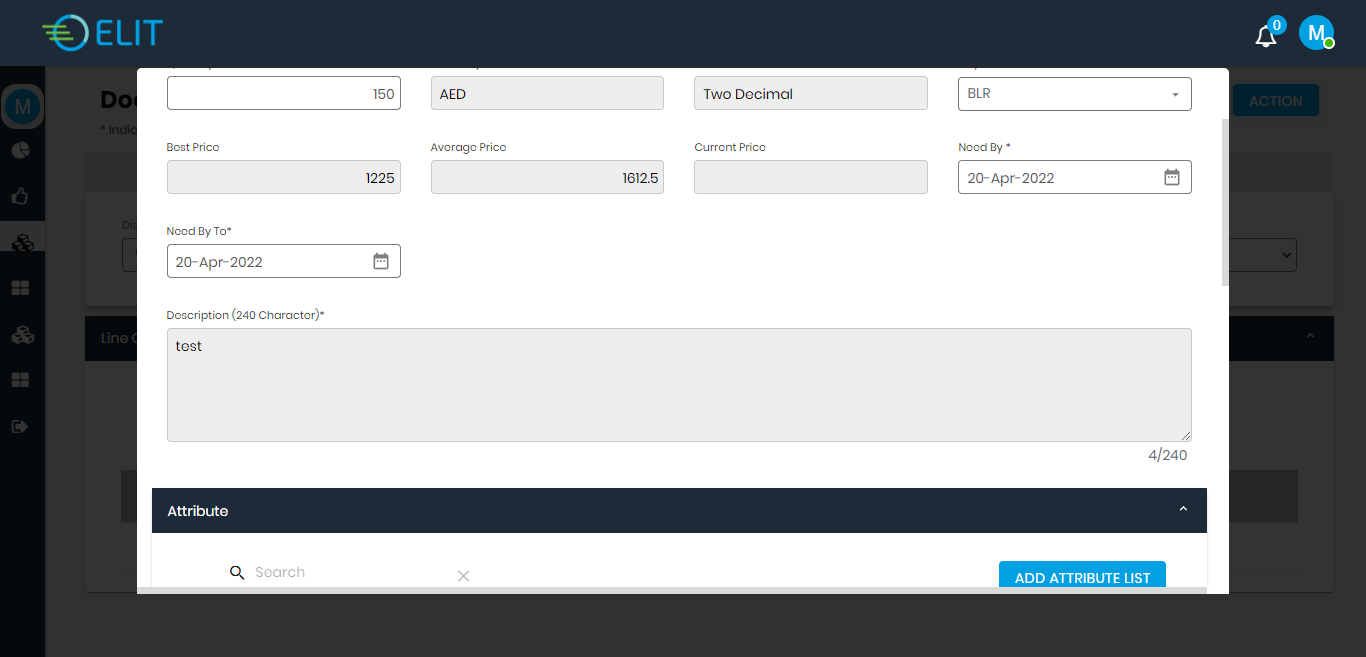 ELIT
0
M
M
Doc
ACTION
* Indic
150
AED
Two Decimal
BLR
Best Price
Average Price
Current Price
Need By *
1225
1612.5
20-Apr-2022
Need By To*
20-Apr-2022
Description (240 Character)*
test
Line
4/240
Attribute
Search
ADD ATTRIBUTE LIST